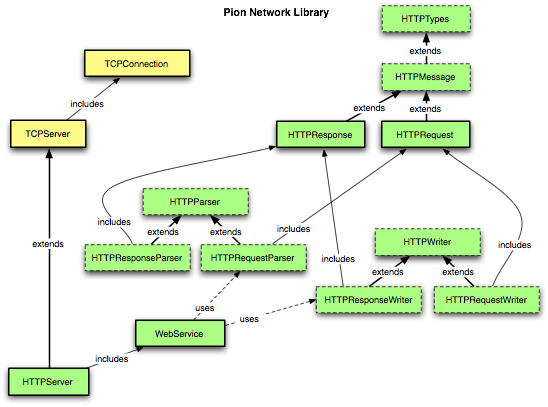 Pion Network Library
HTTPTypes
extends
TCPConnection
HTTPMessage
includes
extends
extends
TCPServer
HTTPResponse
HTTPRequest
HTTPParser
includes
extends
extends
HTTPWriter
extends
includes
includes
includes
HTTPResponseParser
HTTPRequestParser
extends
extends
HTTPResponseWriter
HTTPRequestWriter
uses
uses
WebService
includes
HTTPServer